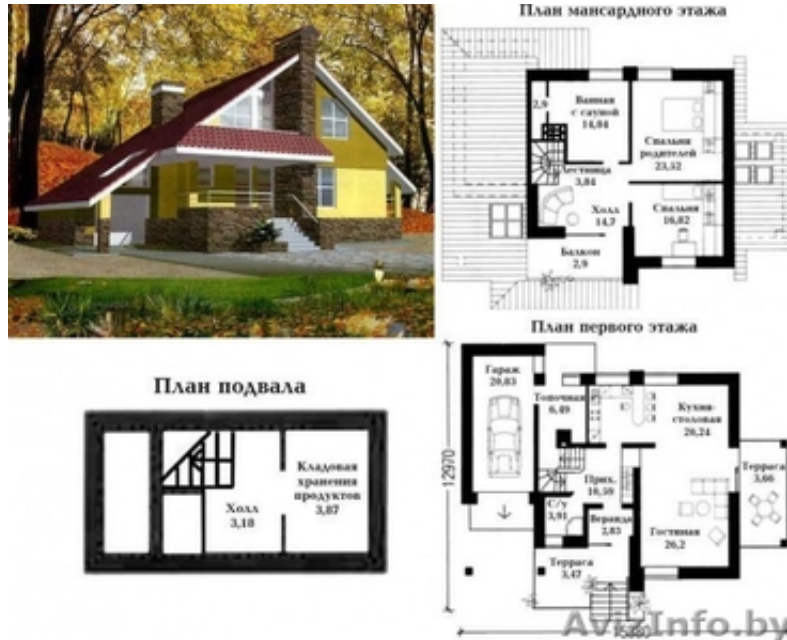 План мансардного этажа
2,9
Ванная
с сауной
14,04
Спальня
родителей
23,52
Лестница
3,84
Холл
14,7
Спальня
16,82
Балкон
2,9
План первого этажа
Гараж
20,83
Топочная
6,49
Кухня-
столовая
20,24
Терраса
3,66
Прих.
10,59
С/у
3,91
Веранда
2,83
Гостиная
26,2
Терраса
3,47
12970
План подвала
Кладовая
хранения
продуктов
3,87
Холл
3,18
AvizInfo.by